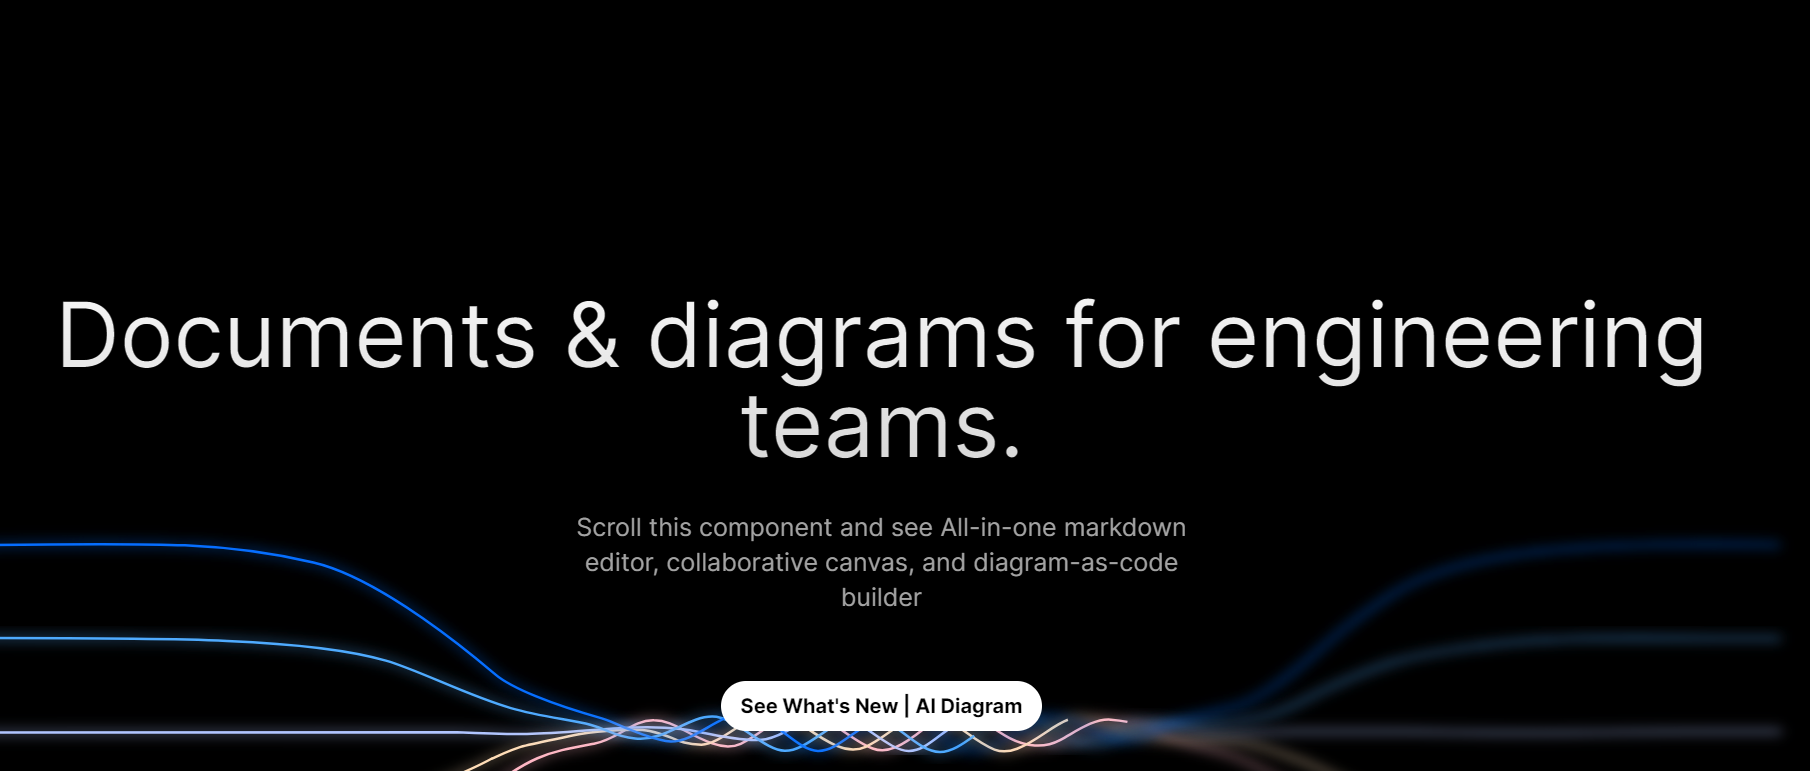 Documents & diagrams for engineering
teams.
Scroll this component and see All-in-one markdown
editor, collaborative canvas, and diagram-as-code
builder
See What's New | AI Diagram